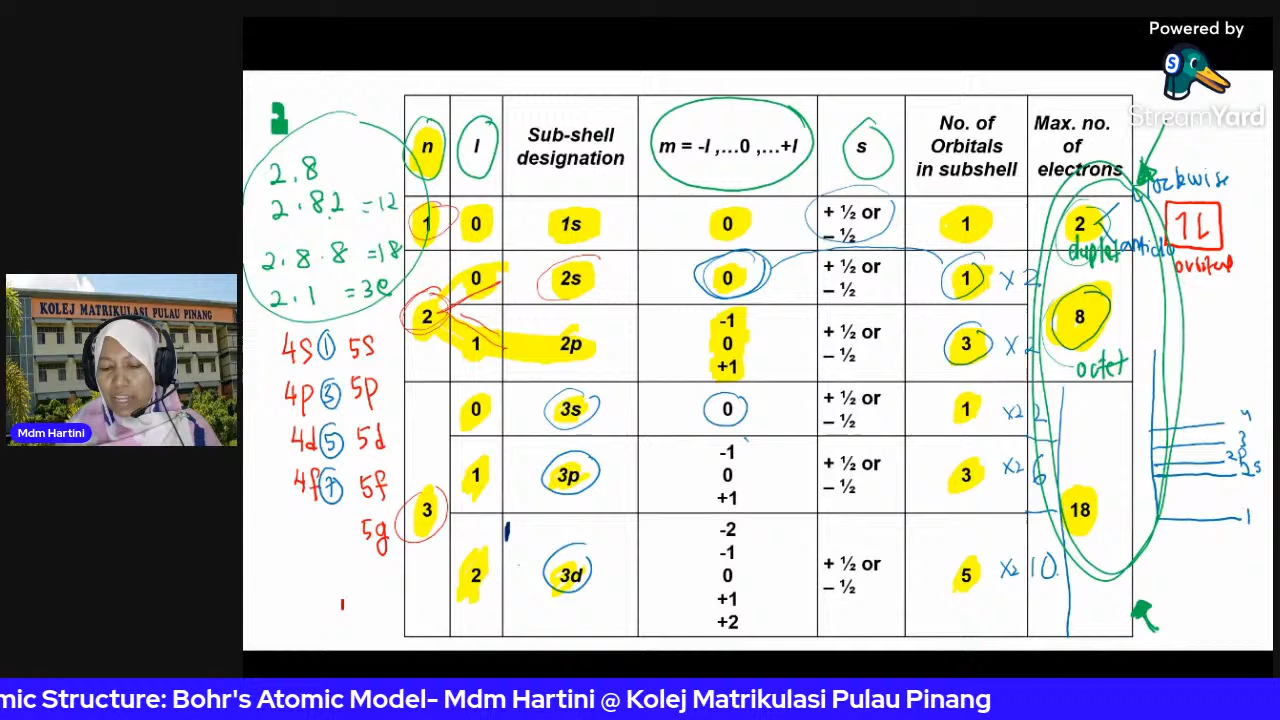 Powered by
StreamYard
n
l
Sub-shell
designation
m = -l ,…0 ,…+l
s
No. of
Orbitals
in subshell
Max. no.
of
electrons
1
0
1s
0
+ ½ or
– ½
1
2
2
0
2s
0
+ ½ or
– ½
1
x2
8
1
2p
-1
0
+1
+ ½ or
– ½
3
x2
3
0
3s
0
+ ½ or
– ½
1
x2 2
18
1
3p
-1
0
+1
+ ½ or
– ½
3
x2 6
2
3d
-2
-1
0
+1
+2
+ ½ or
– ½
5
x2 10
2.8
2.8.2 =12
2.8.8 =18
2.1 =3e
4s 1 5s
4p 3 5p
4d 5 5d
4f 7 5f
5g
duplet
octet
orbital
2p
2s
1
KOLEJ MATRIKULASI PULAU PINANG
Mdm Hartini
mic Structure: Bohr's Atomic Model- Mdm Hartini @ Kolej Matrikulasi Pulau Pinang